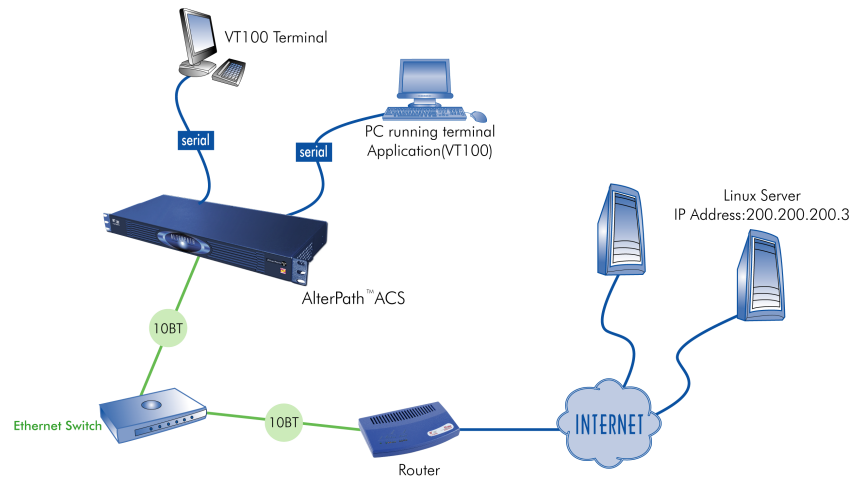 VT100 Terminal
serial
serial
PC running terminal
Application(VT100)
Linux Server
IP Address:200.200.200.3
AlterPath™ACS
10BT
Ethernet Switch
10BT
INTERNET
Router